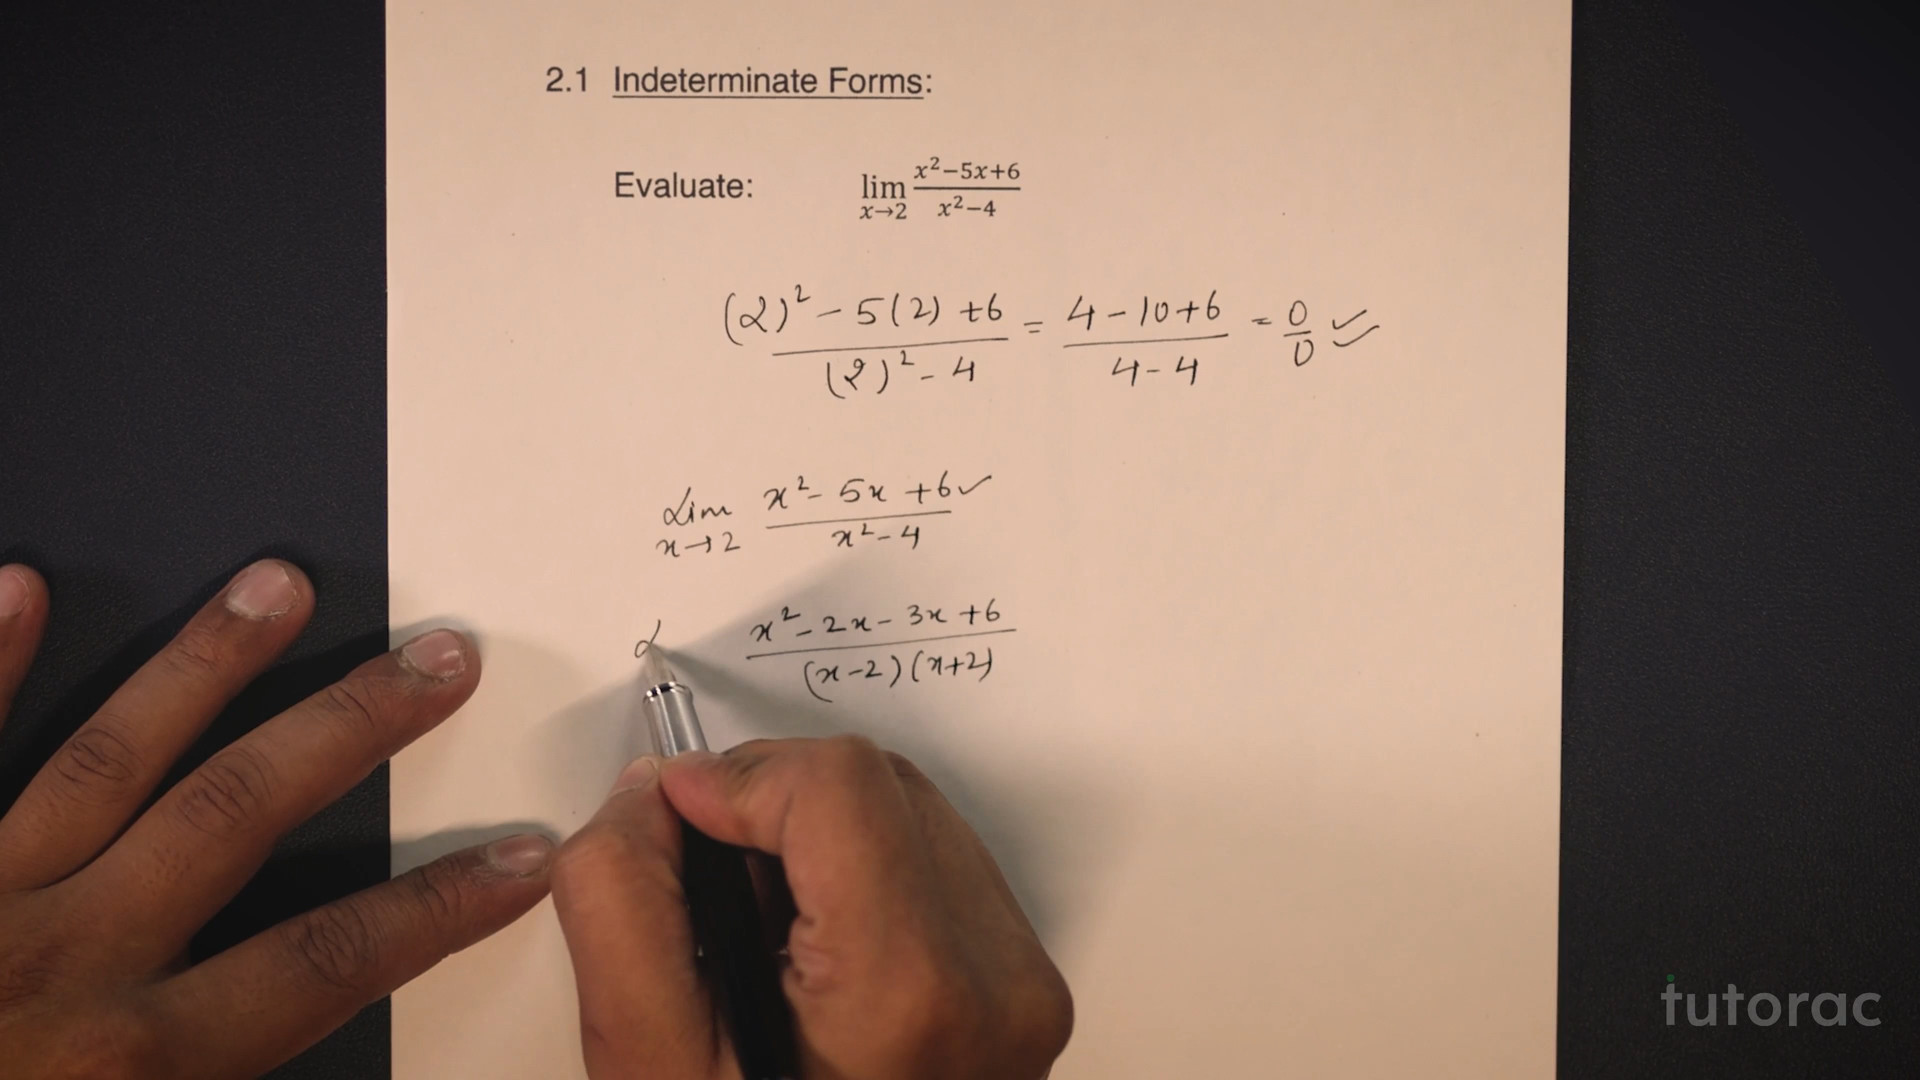 2.1 Indeterminate Forms:
Evaluate: lim x→2 x²−5x+6 / x²−4
(2)² − 5(2) + 6 / (2)² − 4 = 4 − 10 + 6 / 4 − 4 = 0/0 ✓
Lim x→2 x² − 5x + 6 ✓ / x² − 4
L x² − 2x − 3x + 6 / (x−2)(x+2)
tutorac